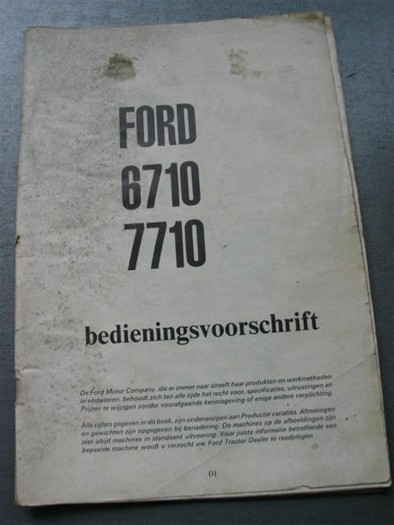 FORD
6710
7710
bedieningsvoorschrift
De Ford Motor Company, die er immer naar streeft haar produkten en werkmethoden
te verbeteren, behoudt zich ten alle tijde het recht voor, specificaties, uitrustingen en
Prijzen te wijzigen zonder voorafgaande kennisgeving of enige andere verplichting.
Alle cijfers gegeven in dit boek, zijn onderworpen aan Productie variaties. Afmetingen
en gewichten zijn opgegeven bij benadering. De machines op de afbeeldingen zijn
niet altijd machines in standaard uitvoering. Voor juiste informatie betreffende een
bepaalde machine wordt u verzocht uw Ford Tractor Dealer te raadplegen.
(i)